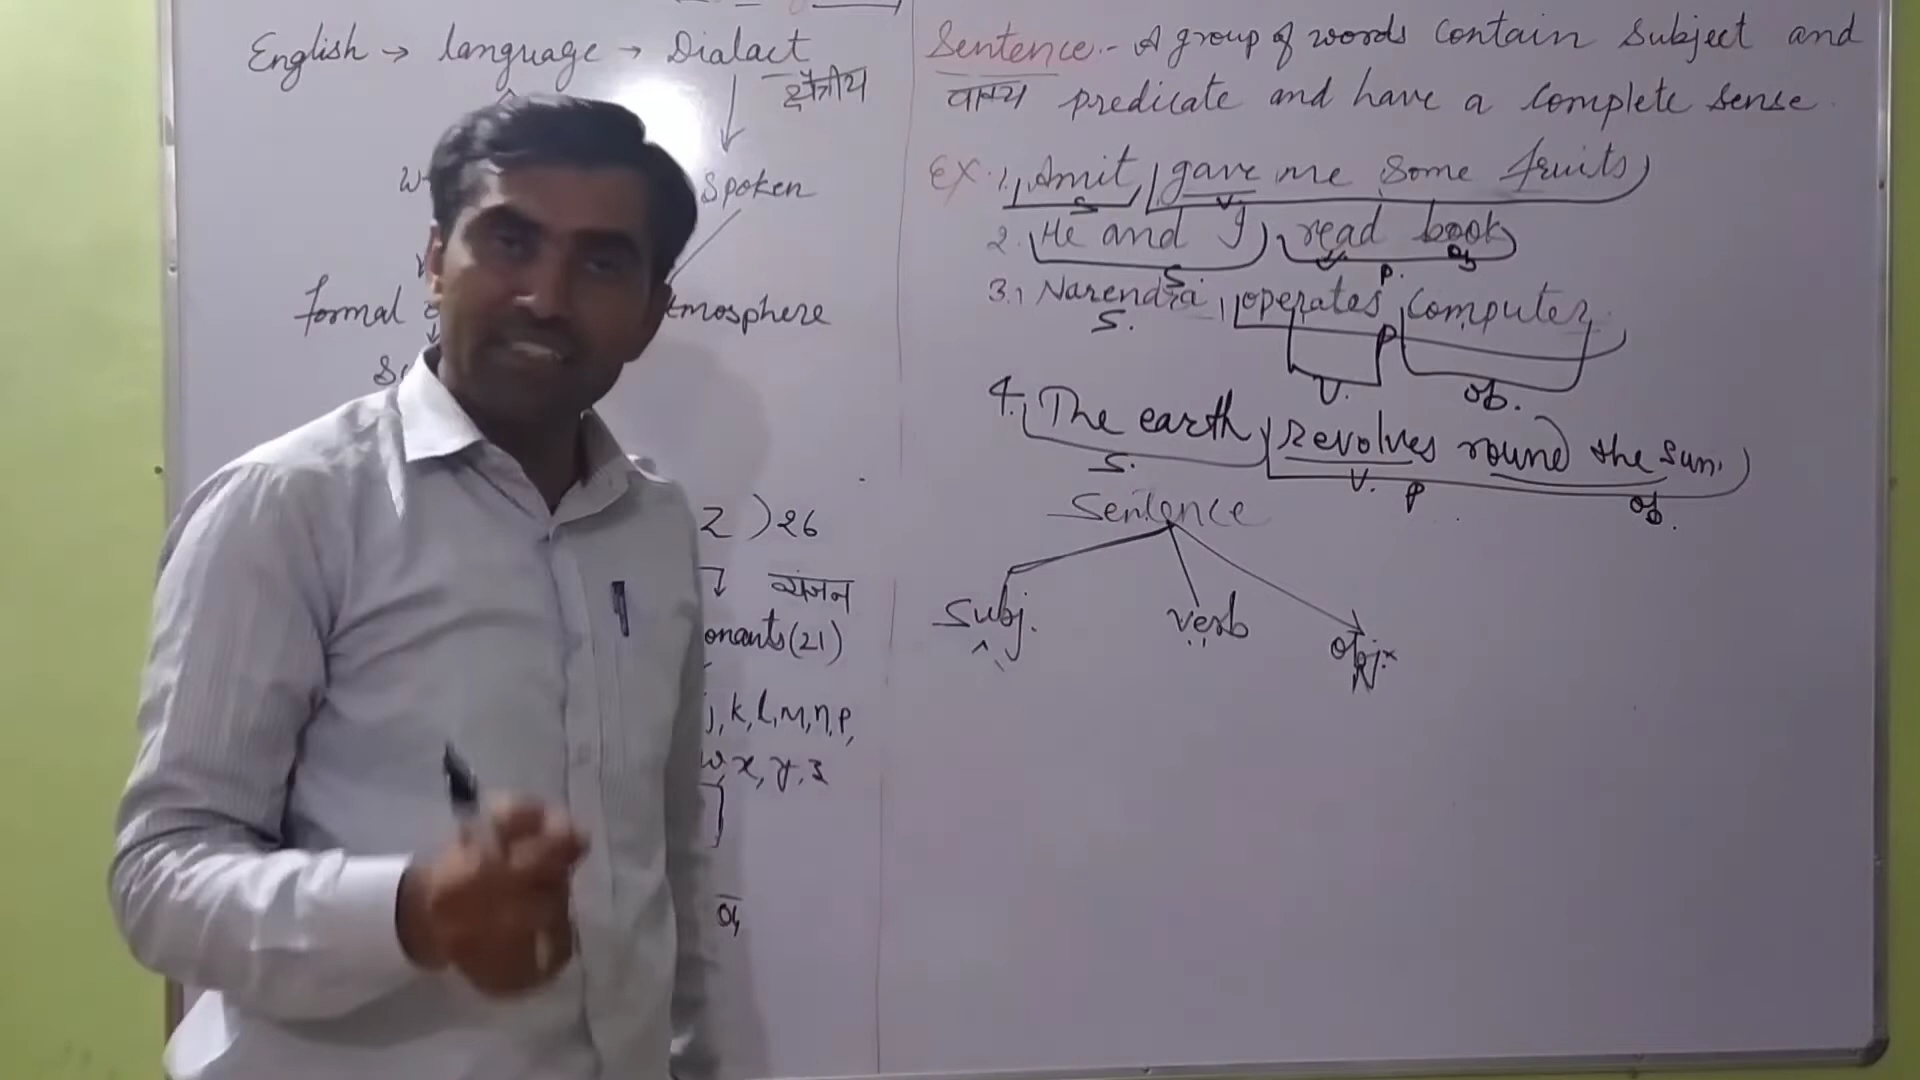 English → language → Dialact
क्षेत्रीय
Spoken
formal
tmosphere
Z ) 26
व्यंजन
onants (21)
j, k, l, m, n, p,
w, x, y, z
Sentence :- A group of words contain Subject and
वाक्य predicate and have a complete sense
Ex. 1. Amit gave me some fruits
S V
2. He and I read book
S V P. Obj
3. Narendra operates computer
S. P
V. ob.
4. The earth revolves round the sun.
S. V. P ob.
Sentence
Subj. verb obj.